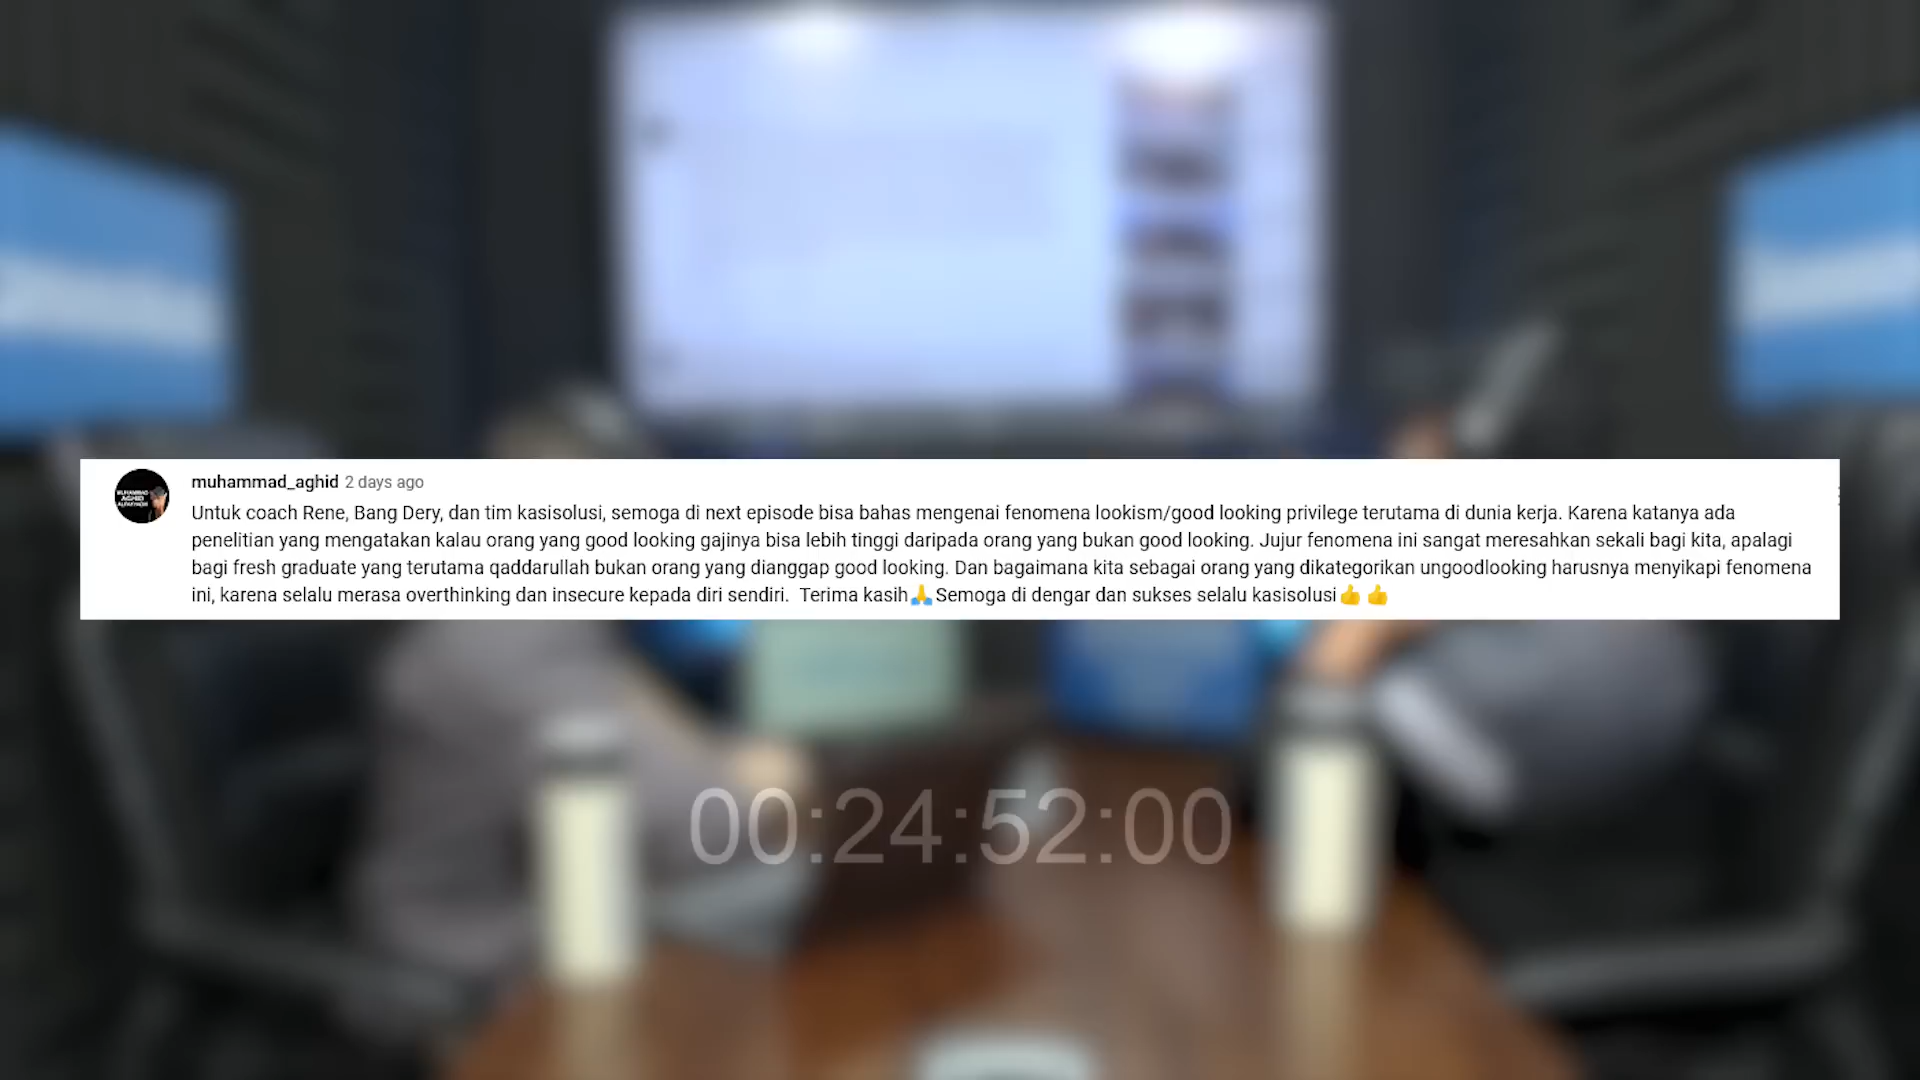 muhammad_aghid 2 days ago
Untuk coach Rene, Bang Dery, dan tim kasisolusi, semoga di next episode bisa bahas mengenai fenomena lookism/good looking privilege terutama di dunia kerja. Karena katanya ada
penelitian yang mengatakan kalau orang yang good looking gajinya bisa lebih tinggi daripada orang yang bukan good looking. Jujur fenomena ini sangat meresahkan sekali bagi kita, apalagi
bagi fresh graduate yang terutama qaddarullah bukan orang yang dianggap good looking. Dan bagaimana kita sebagai orang yang dikategorikan ungoodlooking harusnya menyikapi fenomena
ini, karena selalu merasa overthinking dan insecure kepada diri sendiri.  Terima kasih🙏Semoga di dengar dan sukses selalu kasisolusi👍 👍
00:24:52:00